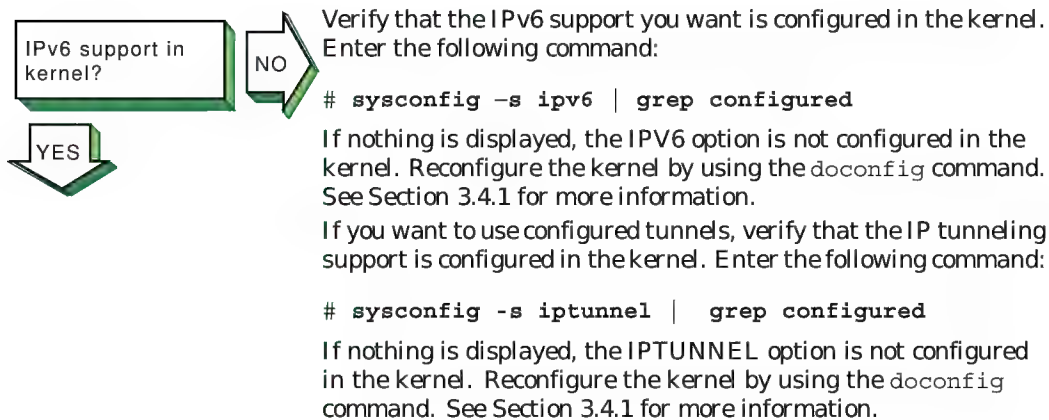 IPv6 support in
kernel?
NO
YES
Verify that the IPv6 support you want is configured in the kernel.
Enter the following command:
# sysconfig –s ipv6 | grep configured
If nothing is displayed, the IPV6 option is not configured in the
kernel. Reconfigure the kernel by using the doconfig command.
See Section 3.4.1 for more information.
If you want to use configured tunnels, verify that the IP tunneling
support is configured in the kernel. Enter the following command:
# sysconfig -s iptunnel | grep configured
If nothing is displayed, the IPTUNNEL option is not configured
in the kernel. Reconfigure the kernel by using the doconfig
command. See Section 3.4.1 for more information.